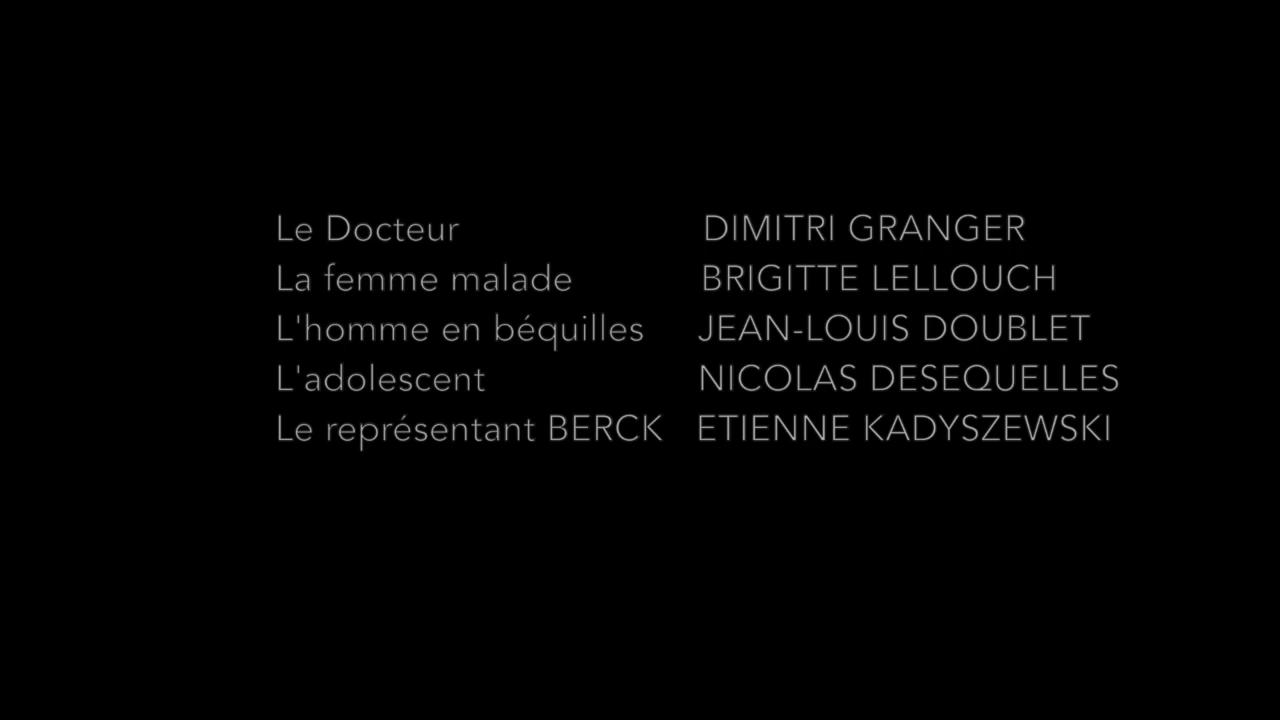 Le Docteur DIMITRI GRANGER
La femme malade BRIGITTE LELLOUCH
L'homme en béquilles JEAN-LOUIS DOUBLET
L'adolescent NICOLAS DESEQUELLES
Le représentant BERCK ETIENNE KADYSZEWSKI